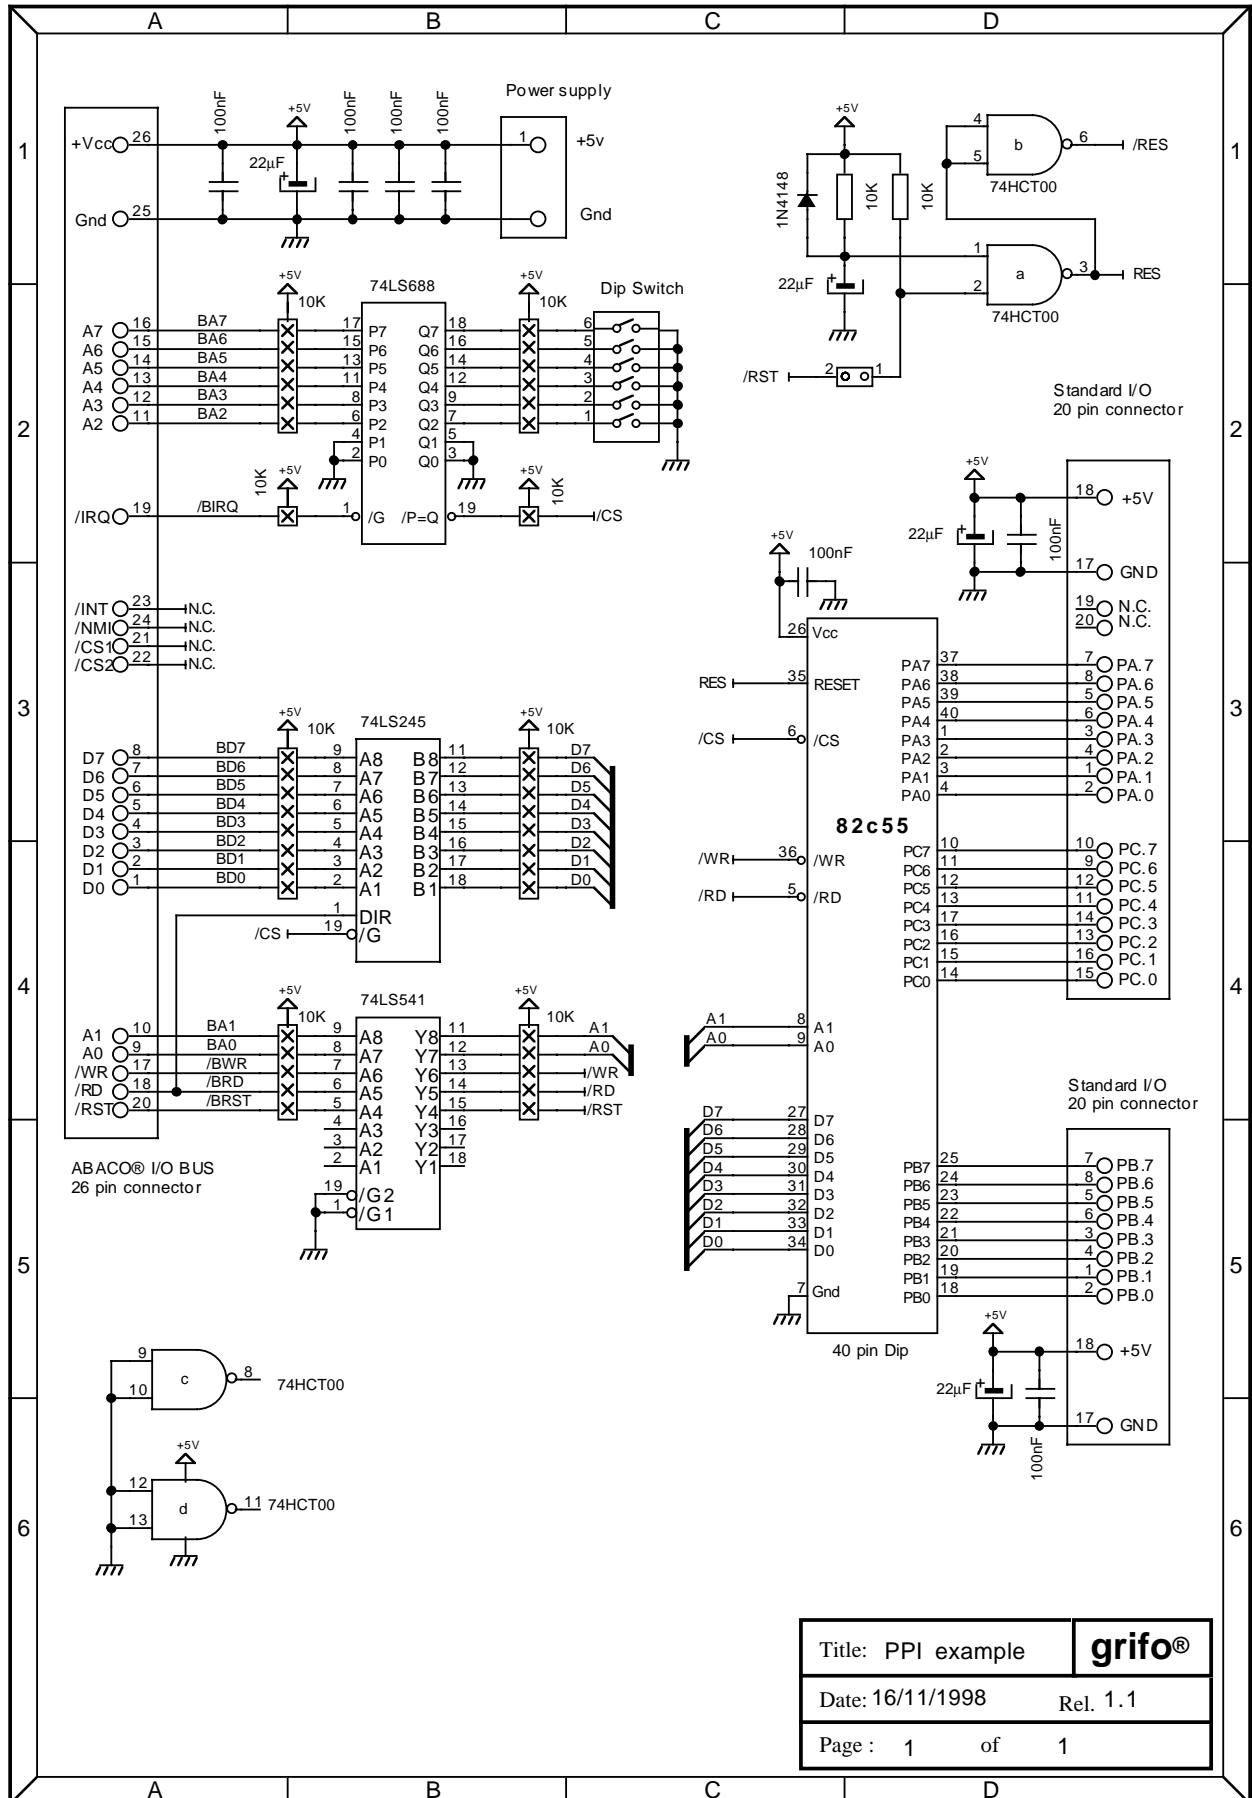 A B C D
1 2 3 4 5 6
1 2 3 4 5 6
A B C D
Power supply
+Vcc 26
Gnd 25
100nF
22µF
+5V
100nF
100nF
100nF
1 +5v
Gnd
+5V
1N4148
10K
10K
22µF
4
5
b
6 /RES
74HCT00
1
2
a
3 RES
74HCT00
/RST 2 1
+5V
10K
74LS688
+5V
10K
Dip Switch
A7 16 BA7 17 P7 Q7 18 6
A6 15 BA6 15 P6 Q6 16 5
A5 14 BA5 13 P5 Q5 14 4
A4 13 BA4 11 P4 Q4 12 3
A3 12 BA3 8 P3 Q3 9 2
A2 11 BA2 6 P2 Q2 7 1
4 P1 Q1 5
2 P0 Q0 3
10K
+5V
+5V
10K
/IRQ 19 /BIRQ 1 /G /P=Q 19 /CS
/INT 23 N.C.
/NMI 24 N.C.
/CS1 21 N.C.
/CS2 22 N.C.
+5V
10K
74LS245
+5V
10K
D7 8 BD7 9 A8 B8 11 D7
D6 7 BD6 8 A7 B7 12 D6
D5 6 BD5 7 A6 B6 13 D5
D4 5 BD4 6 A5 B5 14 D4
D3 4 BD3 5 A4 B4 15 D3
D2 3 BD2 4 A3 B3 16 D2
D1 2 BD1 3 A2 B2 17 D1
D0 1 BD0 2 A1 B1 18 D0
1 DIR
/CS 19 /G
+5V
10K
74LS541
+5V
10K
A1 10 BA1 9 A8 Y8 11 A1
A0 9 BA0 8 A7 Y7 12 A0
/WR 17 /BWR 7 A6 Y6 13 /WR
/RD 18 /BRD 6 A5 Y5 14 /RD
/RST 20 /BRST 5 A4 Y4 15 /RST
4 A3 Y3 16
3 A2 Y2 17
2 A1 Y1 18
19 /G2
1 /G1
ABACO® I/O BUS
26 pin connector
9
10
c
8 74HCT00
+5V
12
13
d
11 74HCT00
Standard I/O
20 pin connector
+5V
22µF
100nF
18 +5V
17 GND
19 N.C.
20 N.C.
+5V
100nF
26 Vcc
RES 35 RESET
/CS 6 /CS
82c55
/WR 36 /WR
/RD 5 /RD
A1 8 A1
A0 9 A0
D7 27 D7
D6 28 D6
D5 29 D5
D4 30 D4
D3 31 D3
D2 32 D2
D1 33 D1
D0 34 D0
7 Gnd
40 pin Dip
PA7 37 7 PA.7
PA6 38 8 PA.6
PA5 39 5 PA.5
PA4 40 6 PA.4
PA3 1 3 PA.3
PA2 2 4 PA.2
PA1 3 1 PA.1
PA0 4 2 PA.0
PC7 10 10 PC.7
PC6 11 9 PC.6
PC5 12 12 PC.5
PC4 13 11 PC.4
PC3 17 14 PC.3
PC2 16 13 PC.2
PC1 15 16 PC.1
PC0 14 15 PC.0
Standard I/O
20 pin connector
PB7 25 7 PB.7
PB6 24 8 PB.6
PB5 23 5 PB.5
PB4 22 6 PB.4
PB3 21 3 PB.3
PB2 20 4 PB.2
PB1 19 1 PB.1
PB0 18 2 PB.0
+5V
22µF
100nF
18 +5V
17 GND
Title: PPI example grifo®
Date: 16/11/1998 Rel. 1.1
Page : 1 of 1